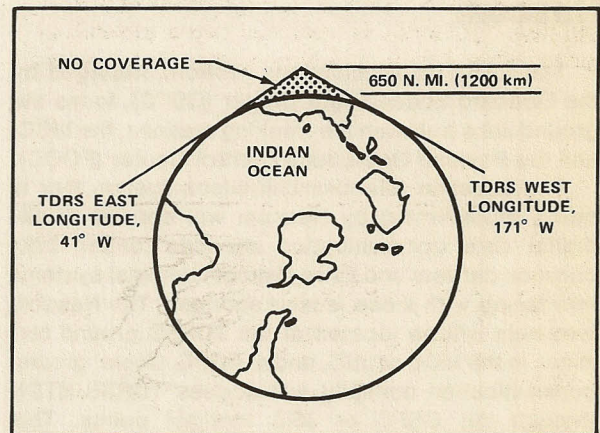 NO COVERAGE
650 N. MI. (1200 km)
INDIAN
OCEAN
TDRS EAST
LONGITUDE,
41° W
TDRS WEST
LONGITUDE,
171° W